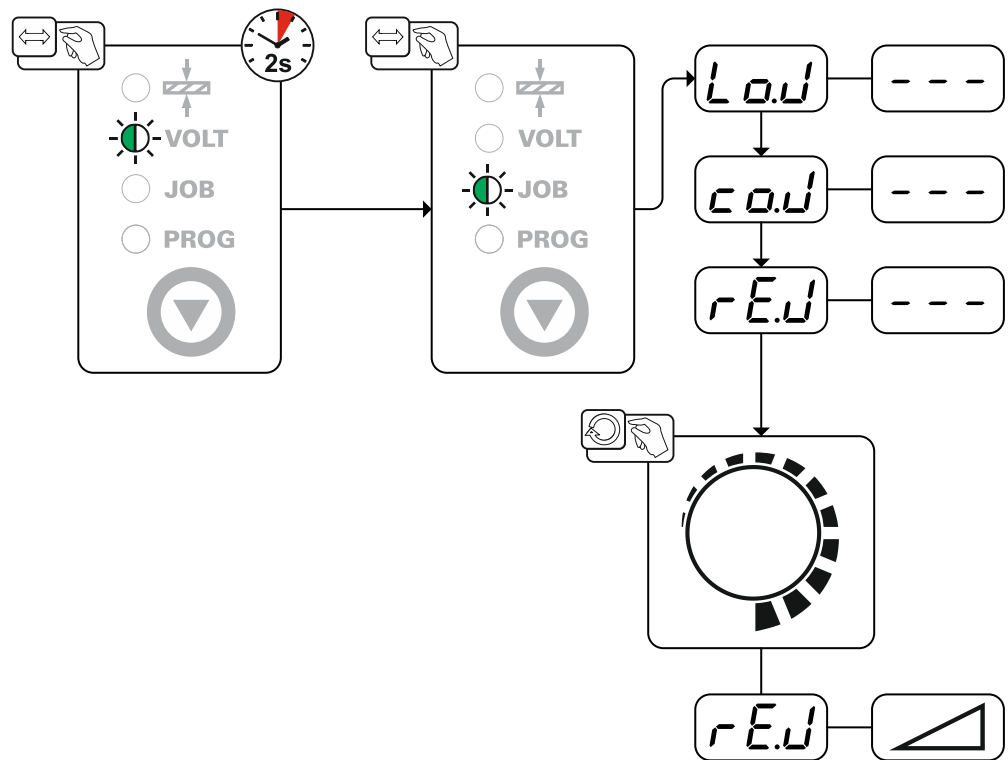 2s
VOLT
JOB
PROG
VOLT
JOB
PROG
Lo.J
- - -
co.J
- - -
rE.J
- - -
rE.J